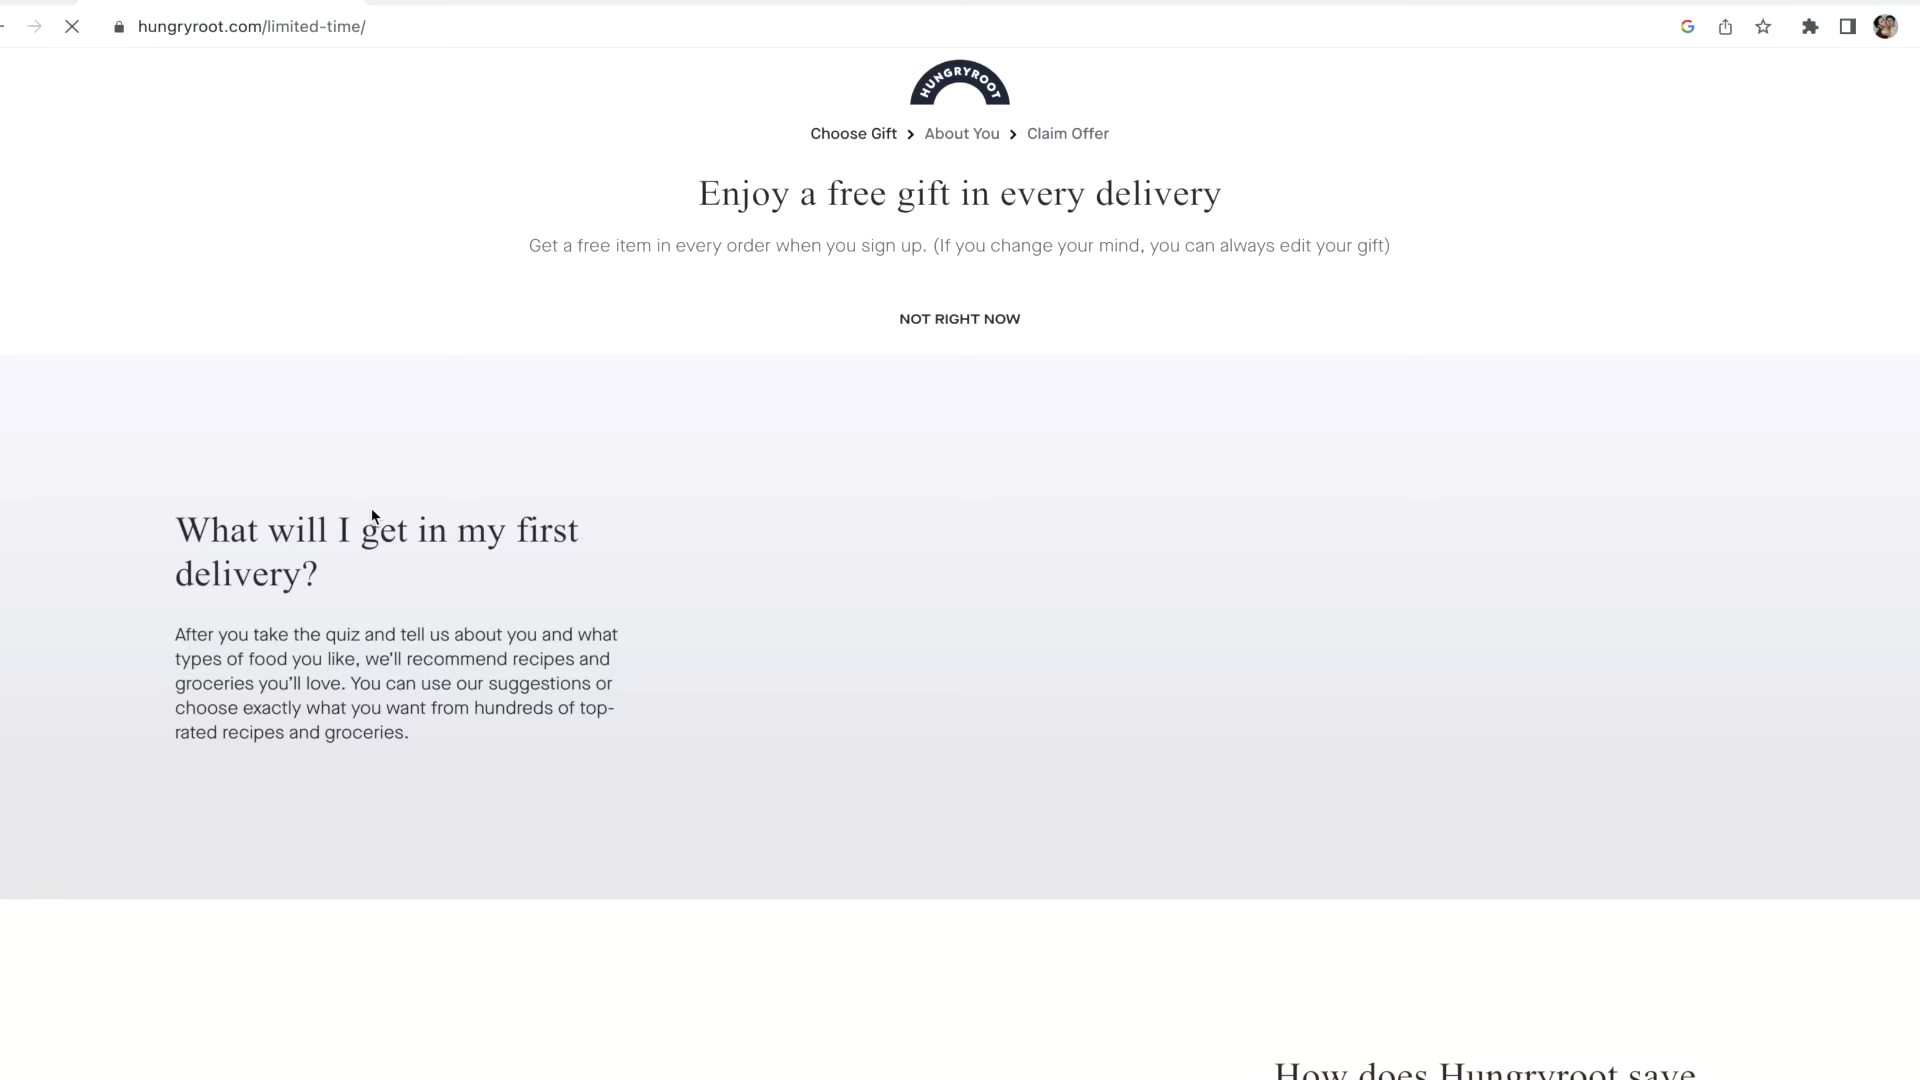 hungryroot.com/limited-time/
HUNGRYROOT
Choose Gift > About You > Claim Offer
Enjoy a free gift in every delivery
Get a free item in every order when you sign up. (If you change your mind, you can always edit your gift)
NOT RIGHT NOW
What will I get in my first
delivery?
After you take the quiz and tell us about you and what
types of food you like, we'll recommend recipes and
groceries you'll love. You can use our suggestions or
choose exactly what you want from hundreds of top-
rated recipes and groceries.
How does Hungryroot save